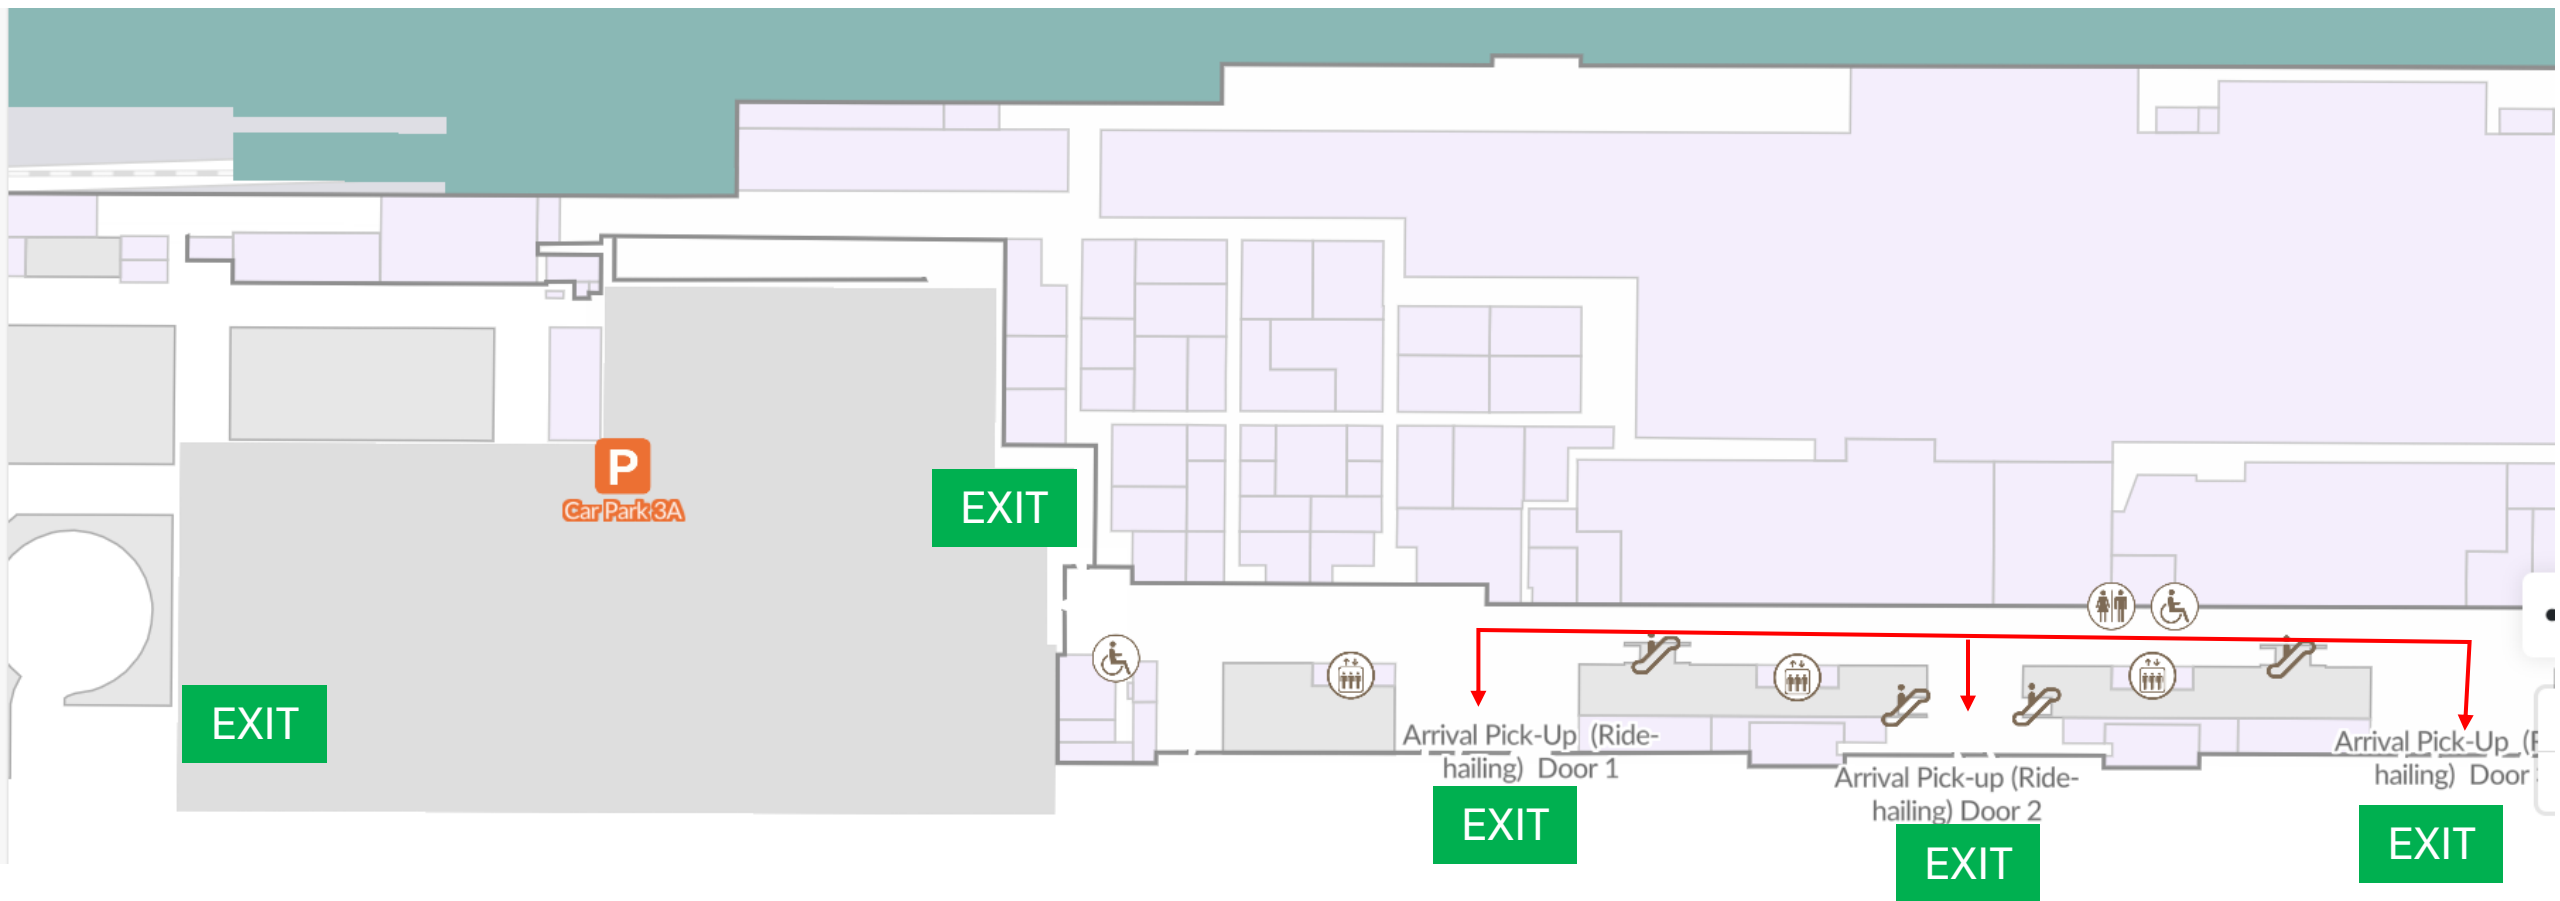 P
Car Park 3A
EXIT
EXIT
Arrival Pick-Up (Ride-
hailing) Door 1
EXIT
Arrival Pick-up (Ride-
hailing) Door 2
EXIT
Arrival Pick-Up
hailing) Door
EXIT